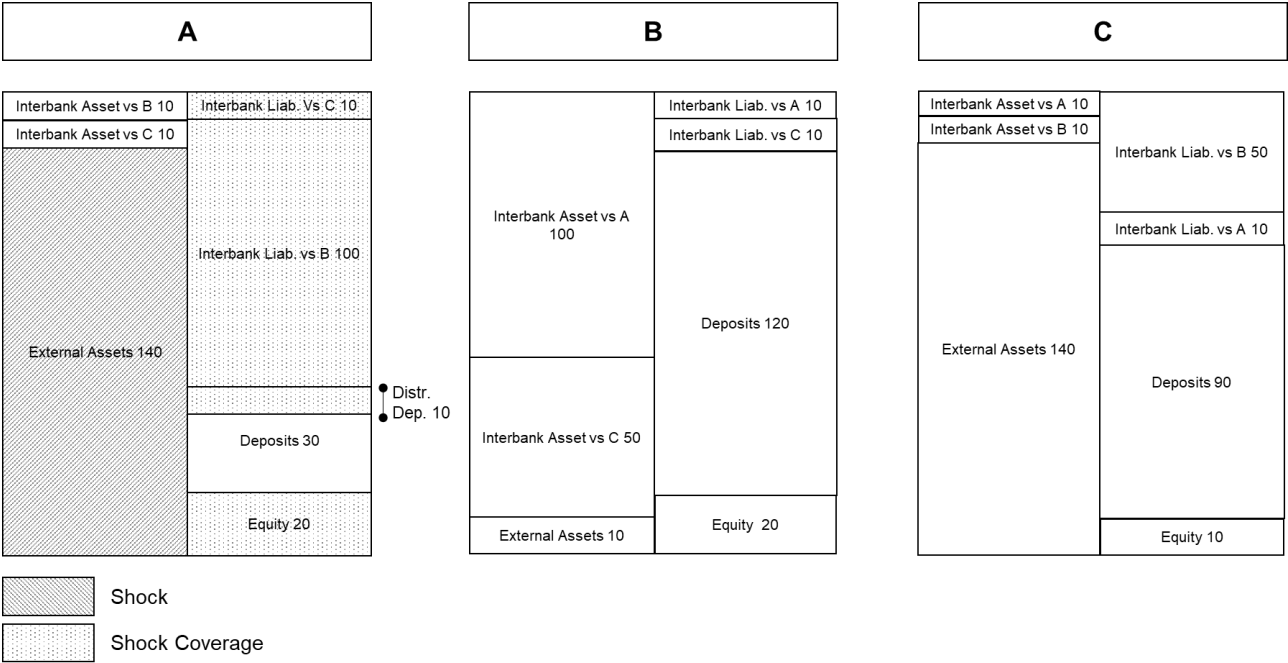 A
B
C
Interbank Asset vs B 10
Interbank Asset vs C 10
External Assets 140
Interbank Liab. Vs C 10
Interbank Liab. vs B 100
Distr.
Dep. 10
Deposits 30
Equity 20
Interbank Asset vs A
100
Interbank Asset vs C 50
External Assets 10
Interbank Liab. vs A 10
Interbank Liab. vs C 10
Deposits 120
Equity 20
Interbank Asset vs A 10
Interbank Asset vs B 10
External Assets 140
Interbank Liab. vs B 50
Interbank Liab. vs A 10
Deposits 90
Equity 10
Shock
Shock Coverage